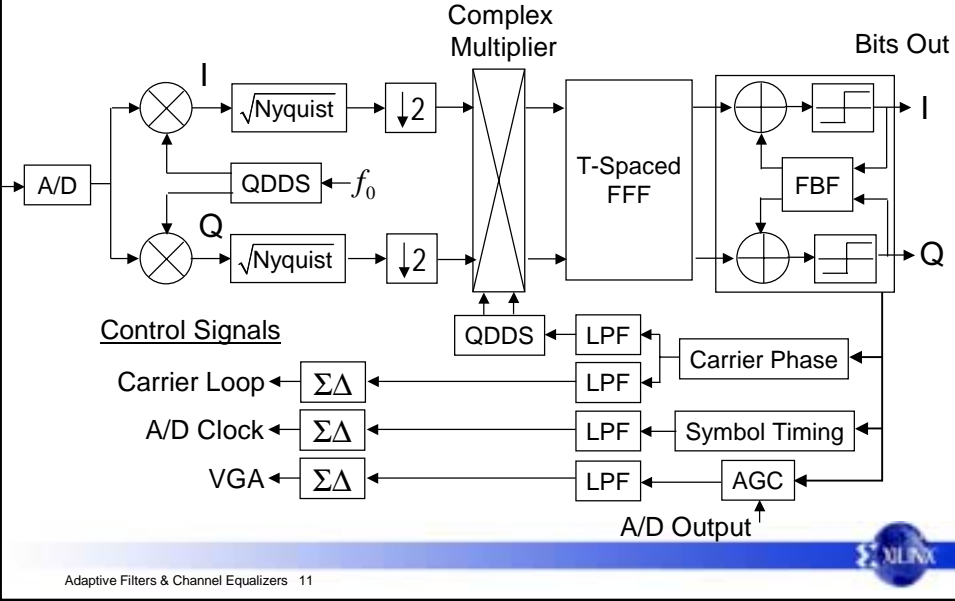 Complex
Multiplier
Bits Out
I
√Nyquist
↓2
I
A/D
QDDS
f₀
T-Spaced
FFF
FBF
Q
√Nyquist
↓2
Q
Control Signals
QDDS
LPF
Carrier Phase
Carrier Loop
ΣΔ
LPF
A/D Clock
ΣΔ
LPF
Symbol Timing
VGA
ΣΔ
LPF
AGC
A/D Output
XILINX
Adaptive Filters & Channel Equalizers 11